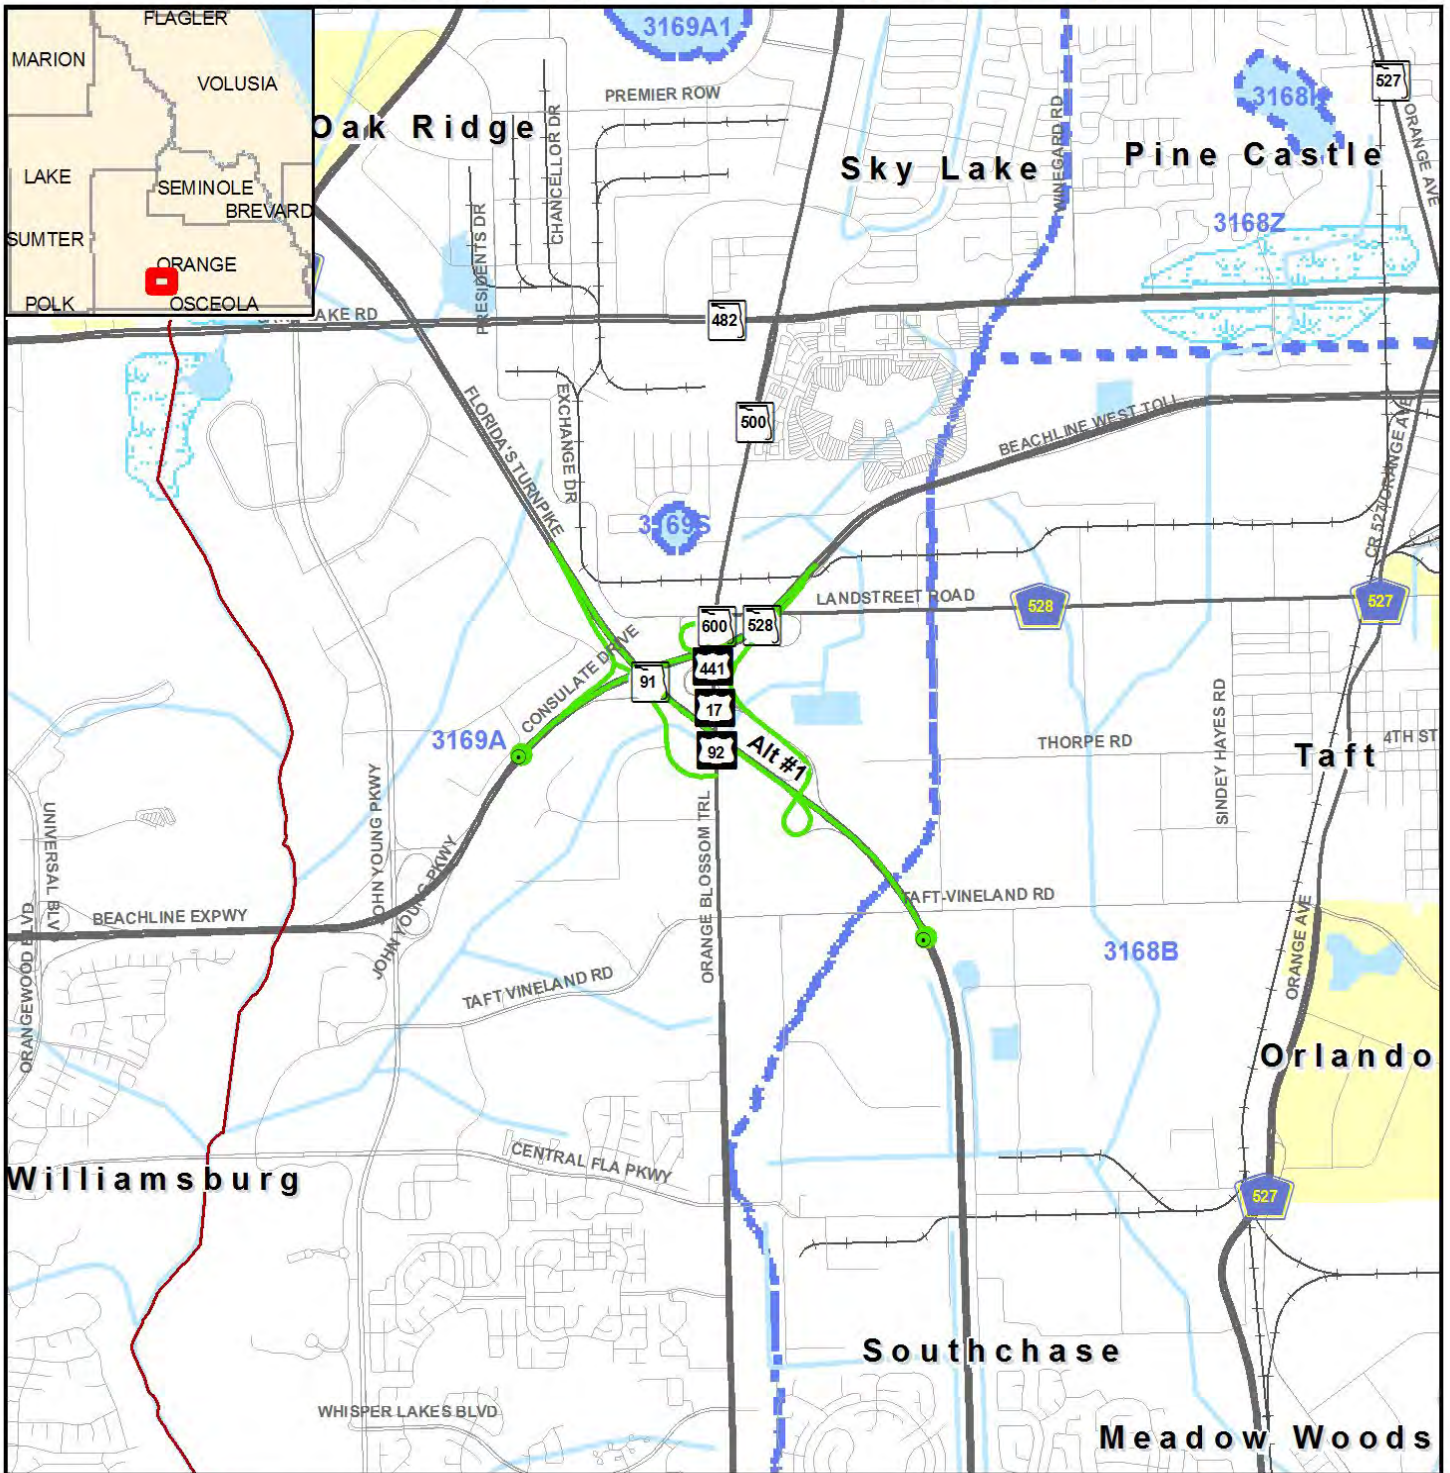 FLAGLER
MARION
VOLUSIA
LAKE
SEMINOLE
BREVARD
SUMTER
ORANGE
POLK
OSCEOLA
3169A1
PREMIER ROW
527
ORANGE AVE
Oak Ridge
CHANCELLOR DR
PRESIDENTS DR
Sky Lake
WINEGARD RD
Pine Castle
3168Z
LAKE RD
482
FLORIDA'S TURNPIKE
EXCHANGE DR
500
BEACHLINE WEST TOLL
CR 527/ORANGE AVE
3169S
LANDSTREET ROAD
528
527
600
528
441
91
17
92
CONSULATE DRIVE
3169A
Alt #1
THORPE RD
SINDEY HAYES RD
Taft
4TH ST
UNIVERSAL BLV
JOHN YOUNG PKWY
JOHN YOUNG PKWY
ORANGE BLOSSOM TRL
TAFT-VINELAND RD
BEACHLINE EXPWY
ORANGEWOOD BLVD
TAFT VINELAND RD
3168B
ORANGE AVE
Orlando
CENTRAL FLA PKWY
Williamsburg
527
Southchase
WHISPER LAKES BLVD
Meadow Woods